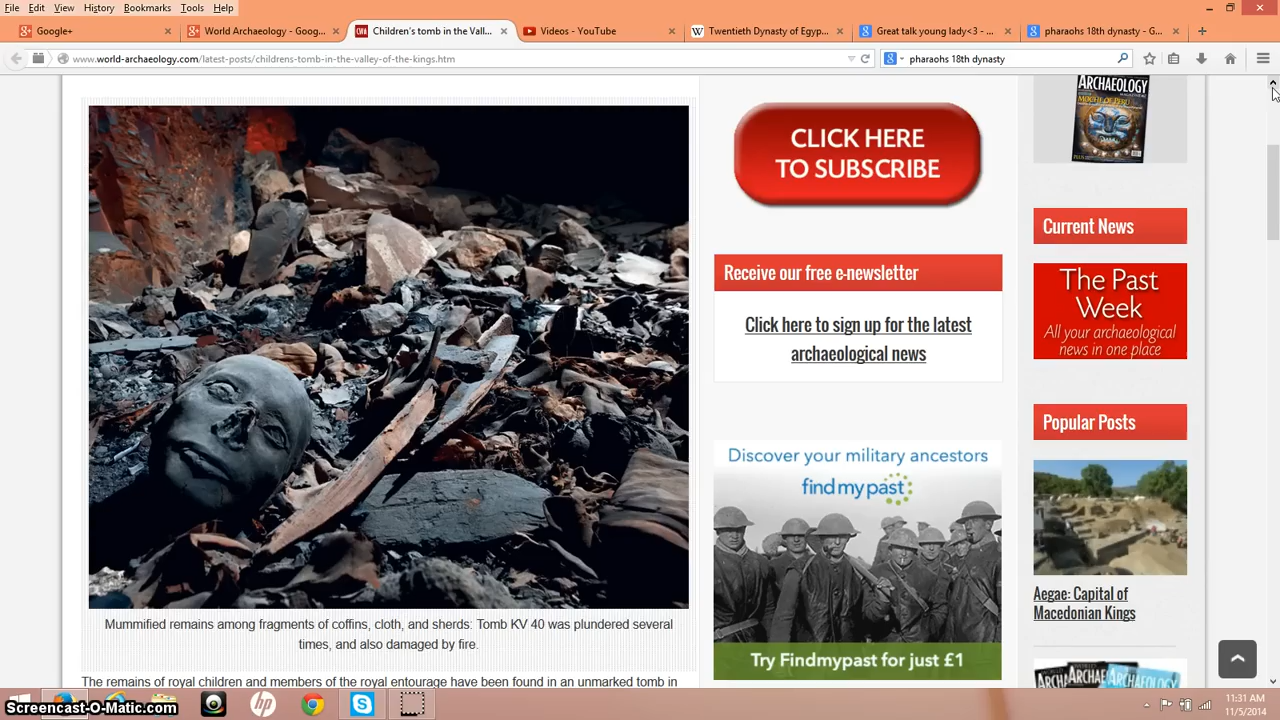 File Edit View History Bookmarks Tools Help
Google+
World Archaeology - Goog...
CWA
Children's tomb in the Vall...
Videos - YouTube
W
Twentieth Dynasty of Egyp...
Great talk young lady<3 - ...
pharaohs 18th dynasty - G...
www.world-archaeology.com/latest-posts/childrens-tomb-in-the-valley-of-the-kings.htm
pharaohs 18th dynasty
ARCHAEOLOGY
CLICK HERE
TO SUBSCRIBE
Current News
Receive our free e-newsletter
The Past
Week
All your archaeological
news in one place
Click here to sign up for the latest
archaeological news
Popular Posts
Discover your military ancestors
findmypast
Try Findmypast for just £1
Aegae: Capital of
Macedonian Kings
Mummified remains among fragments of coffins, cloth, and sherds: Tomb KV 40 was plundered several
times, and also damaged by fire.
The remains of royal children and members of the royal entourage have been found in an unmarked tomb in
Screencast-O-Matic.com
hp
11:31 AM
11/5/2014